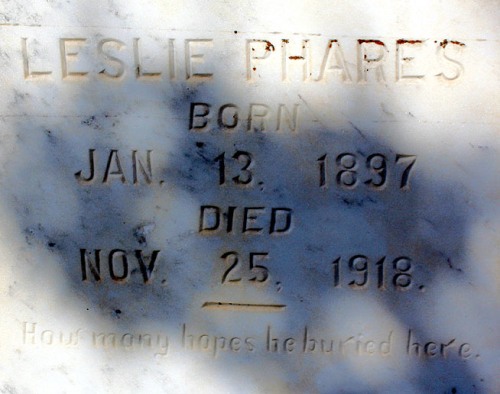 LESLIE PHARES
BORN
JAN. 13, 1897
DIED
NOV. 25, 1918.
How many hopes lie buried here.